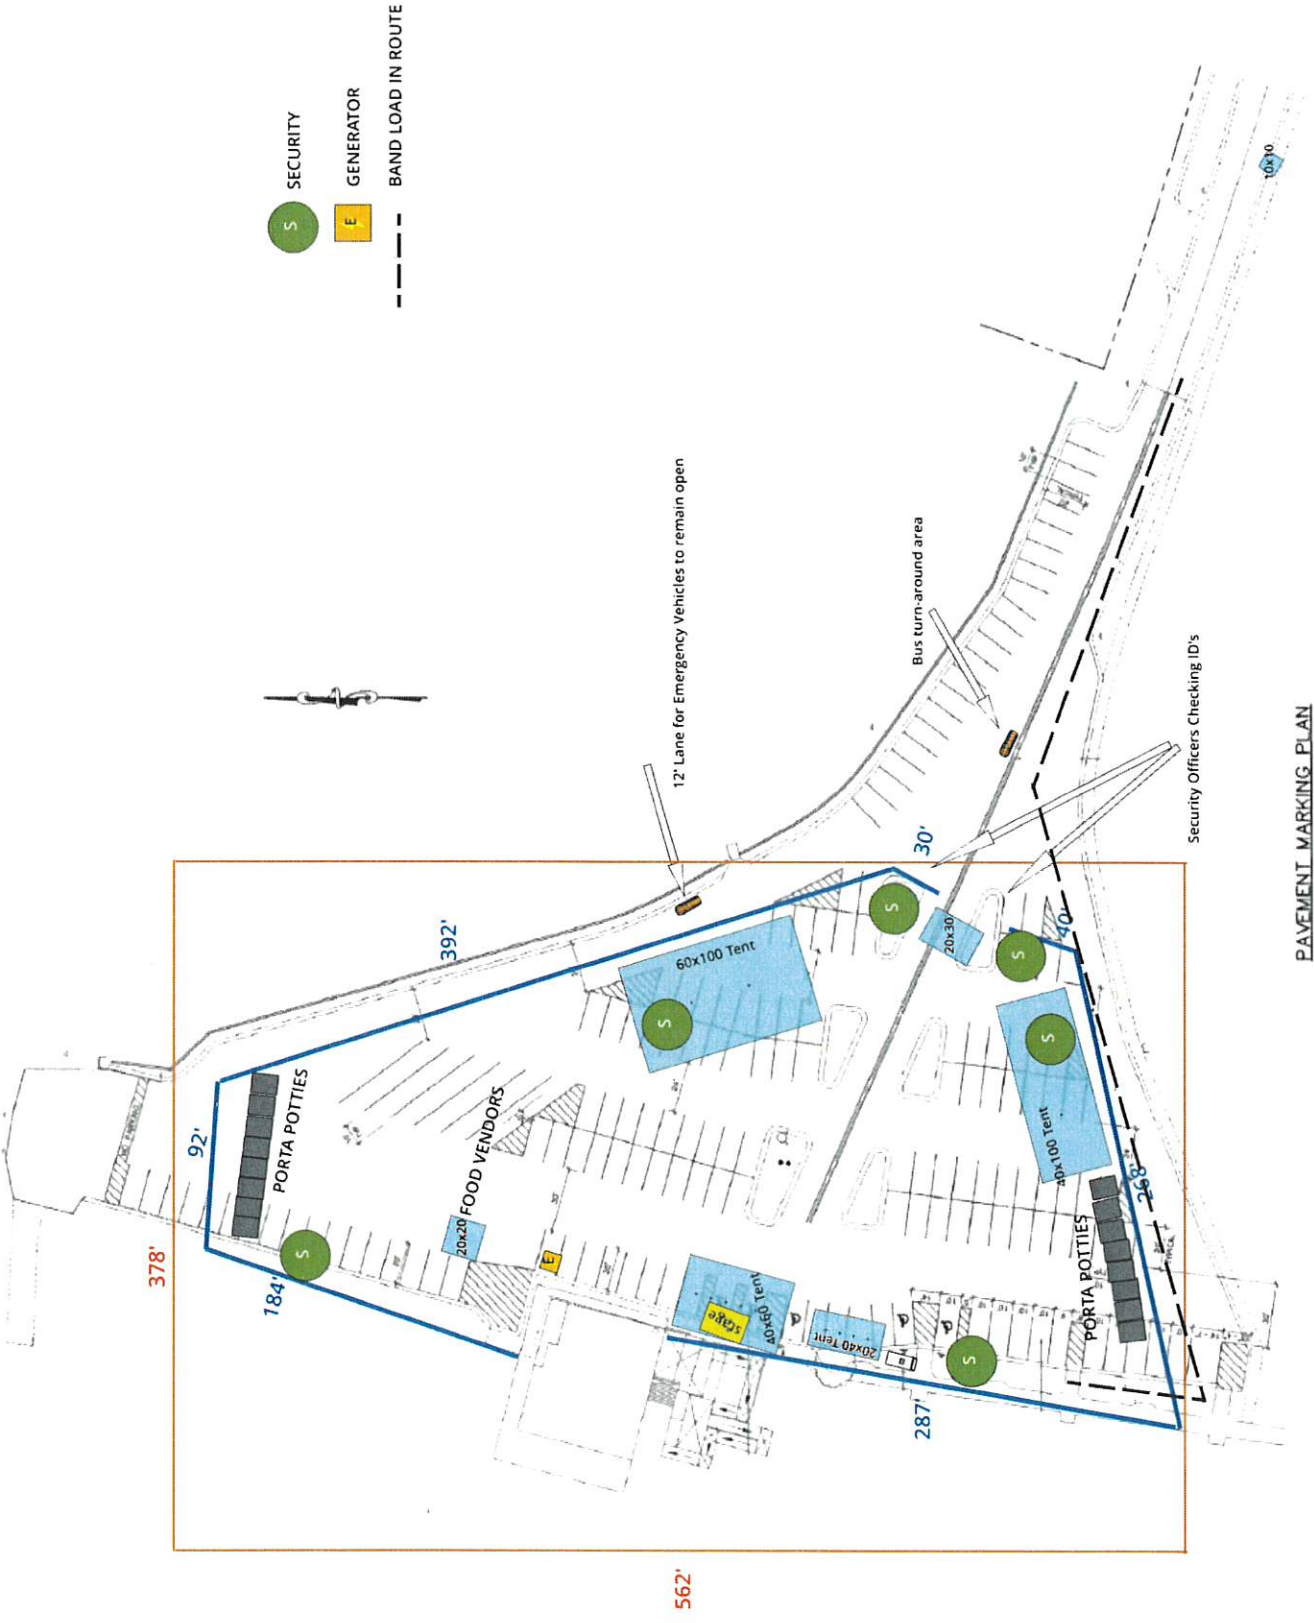 S SECURITY
E GENERATOR
BAND LOAD IN ROUTE
10x10
12' Lane for Emergency Vehicles to remain open
Bus turn-around area
Security Officers Checking ID's
30'
392'
60x100 Tent
S
S
20x30
S
40'
S
40x100 Tent
268'
92'
PORTA POTTIES
FOOD VENDORS
20x20
E
S
184'
378'
NO PARKING
stage
40x60 Tent
20x40 Tent
S
PORTA POTTIES
287'
562'
PAVEMENT MARKING PLAN